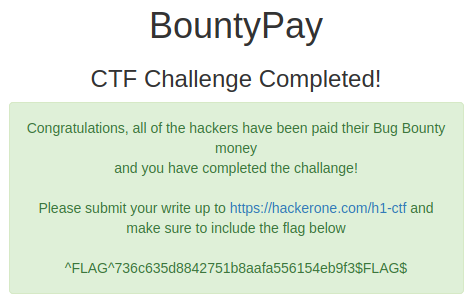 BountyPay
CTF Challenge Completed!
Congratulations, all of the hackers have been paid their Bug Bounty
money
and you have completed the challange!
Please submit your write up to https://hackerone.com/h1-ctf and
make sure to include the flag below
^FLAG^736c635d8842751b8aafa556154eb9f3$FLAG$